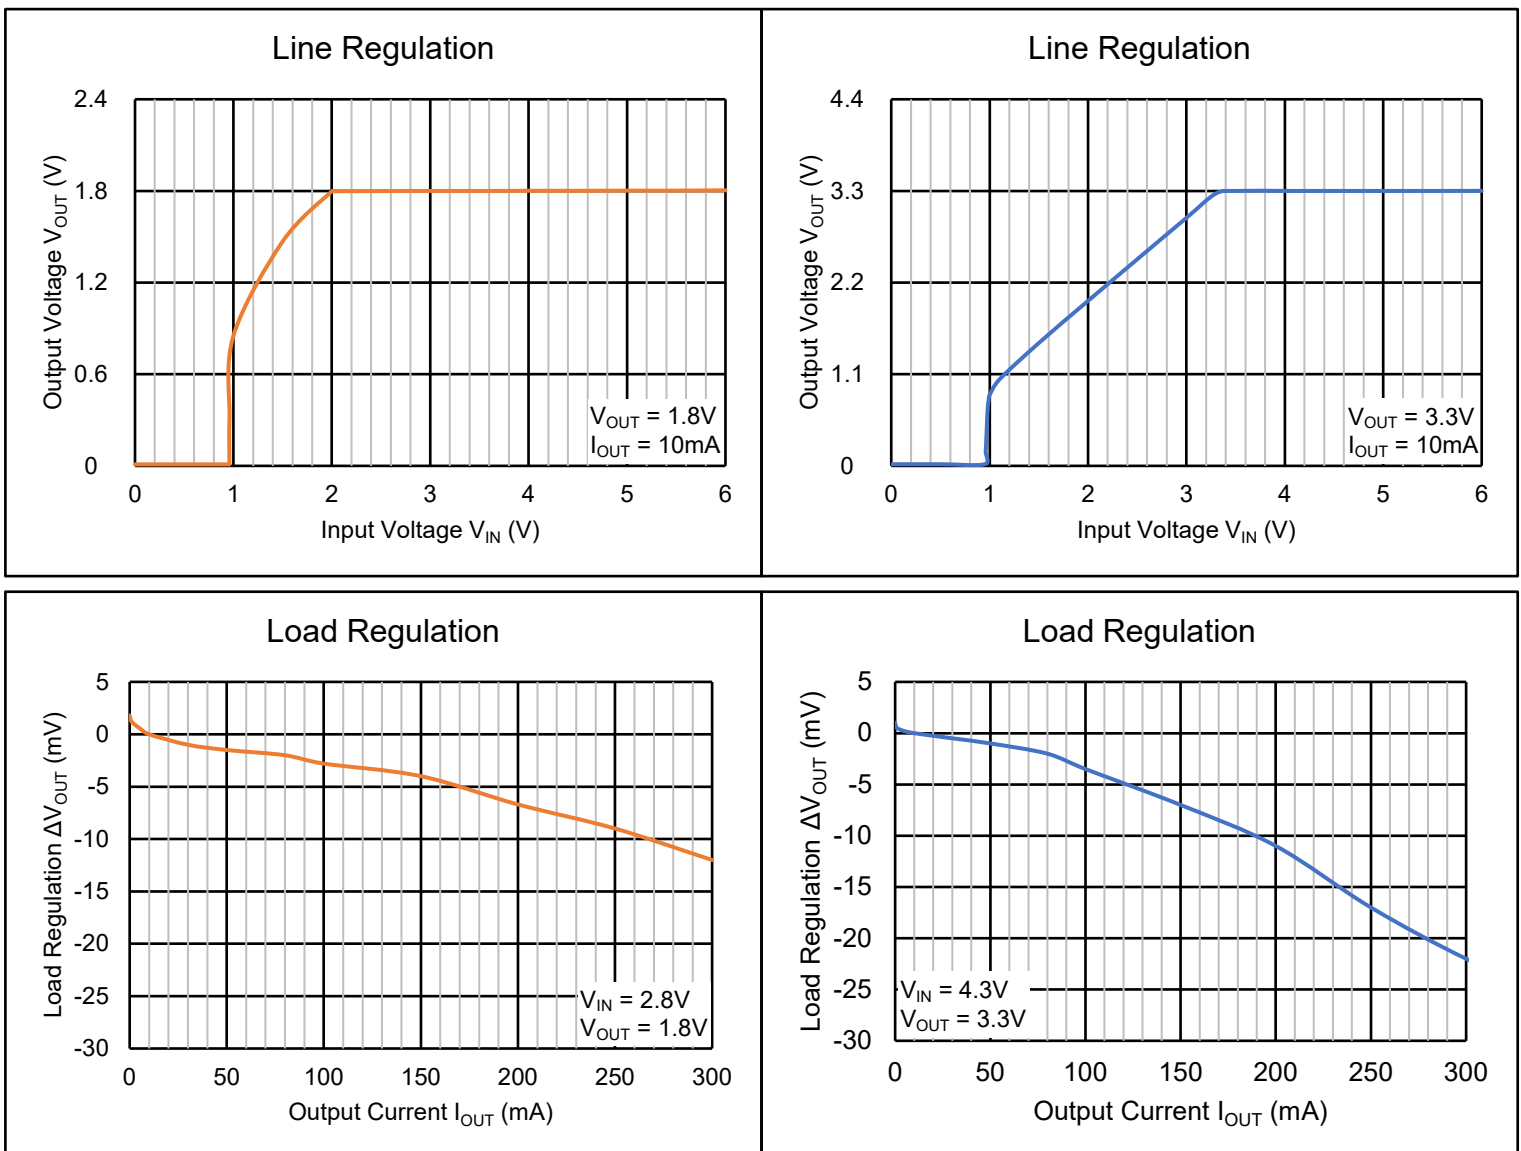 Line Regulation
2.4
1.8
1.2
0.6
0
Output Voltage VOUT (V)
VOUT = 1.8V
IOUT = 10mA
0 1 2 3 4 5 6
Input Voltage VIN (V)
Line Regulation
4.4
3.3
2.2
1.1
0
Output Voltage VOUT (V)
VOUT = 3.3V
IOUT = 10mA
0 1 2 3 4 5 6
Input Voltage VIN (V)
Load Regulation
5
0
-5
-10
-15
-20
-25
-30
Load Regulation ΔVOUT (mV)
VIN = 2.8V
VOUT = 1.8V
0 50 100 150 200 250 300
Output Current IOUT (mA)
Load Regulation
5
0
-5
-10
-15
-20
-25
-30
Load Regulation ΔVOUT (mV)
VIN = 4.3V
VOUT = 3.3V
0 50 100 150 200 250 300
Output Current IOUT (mA)